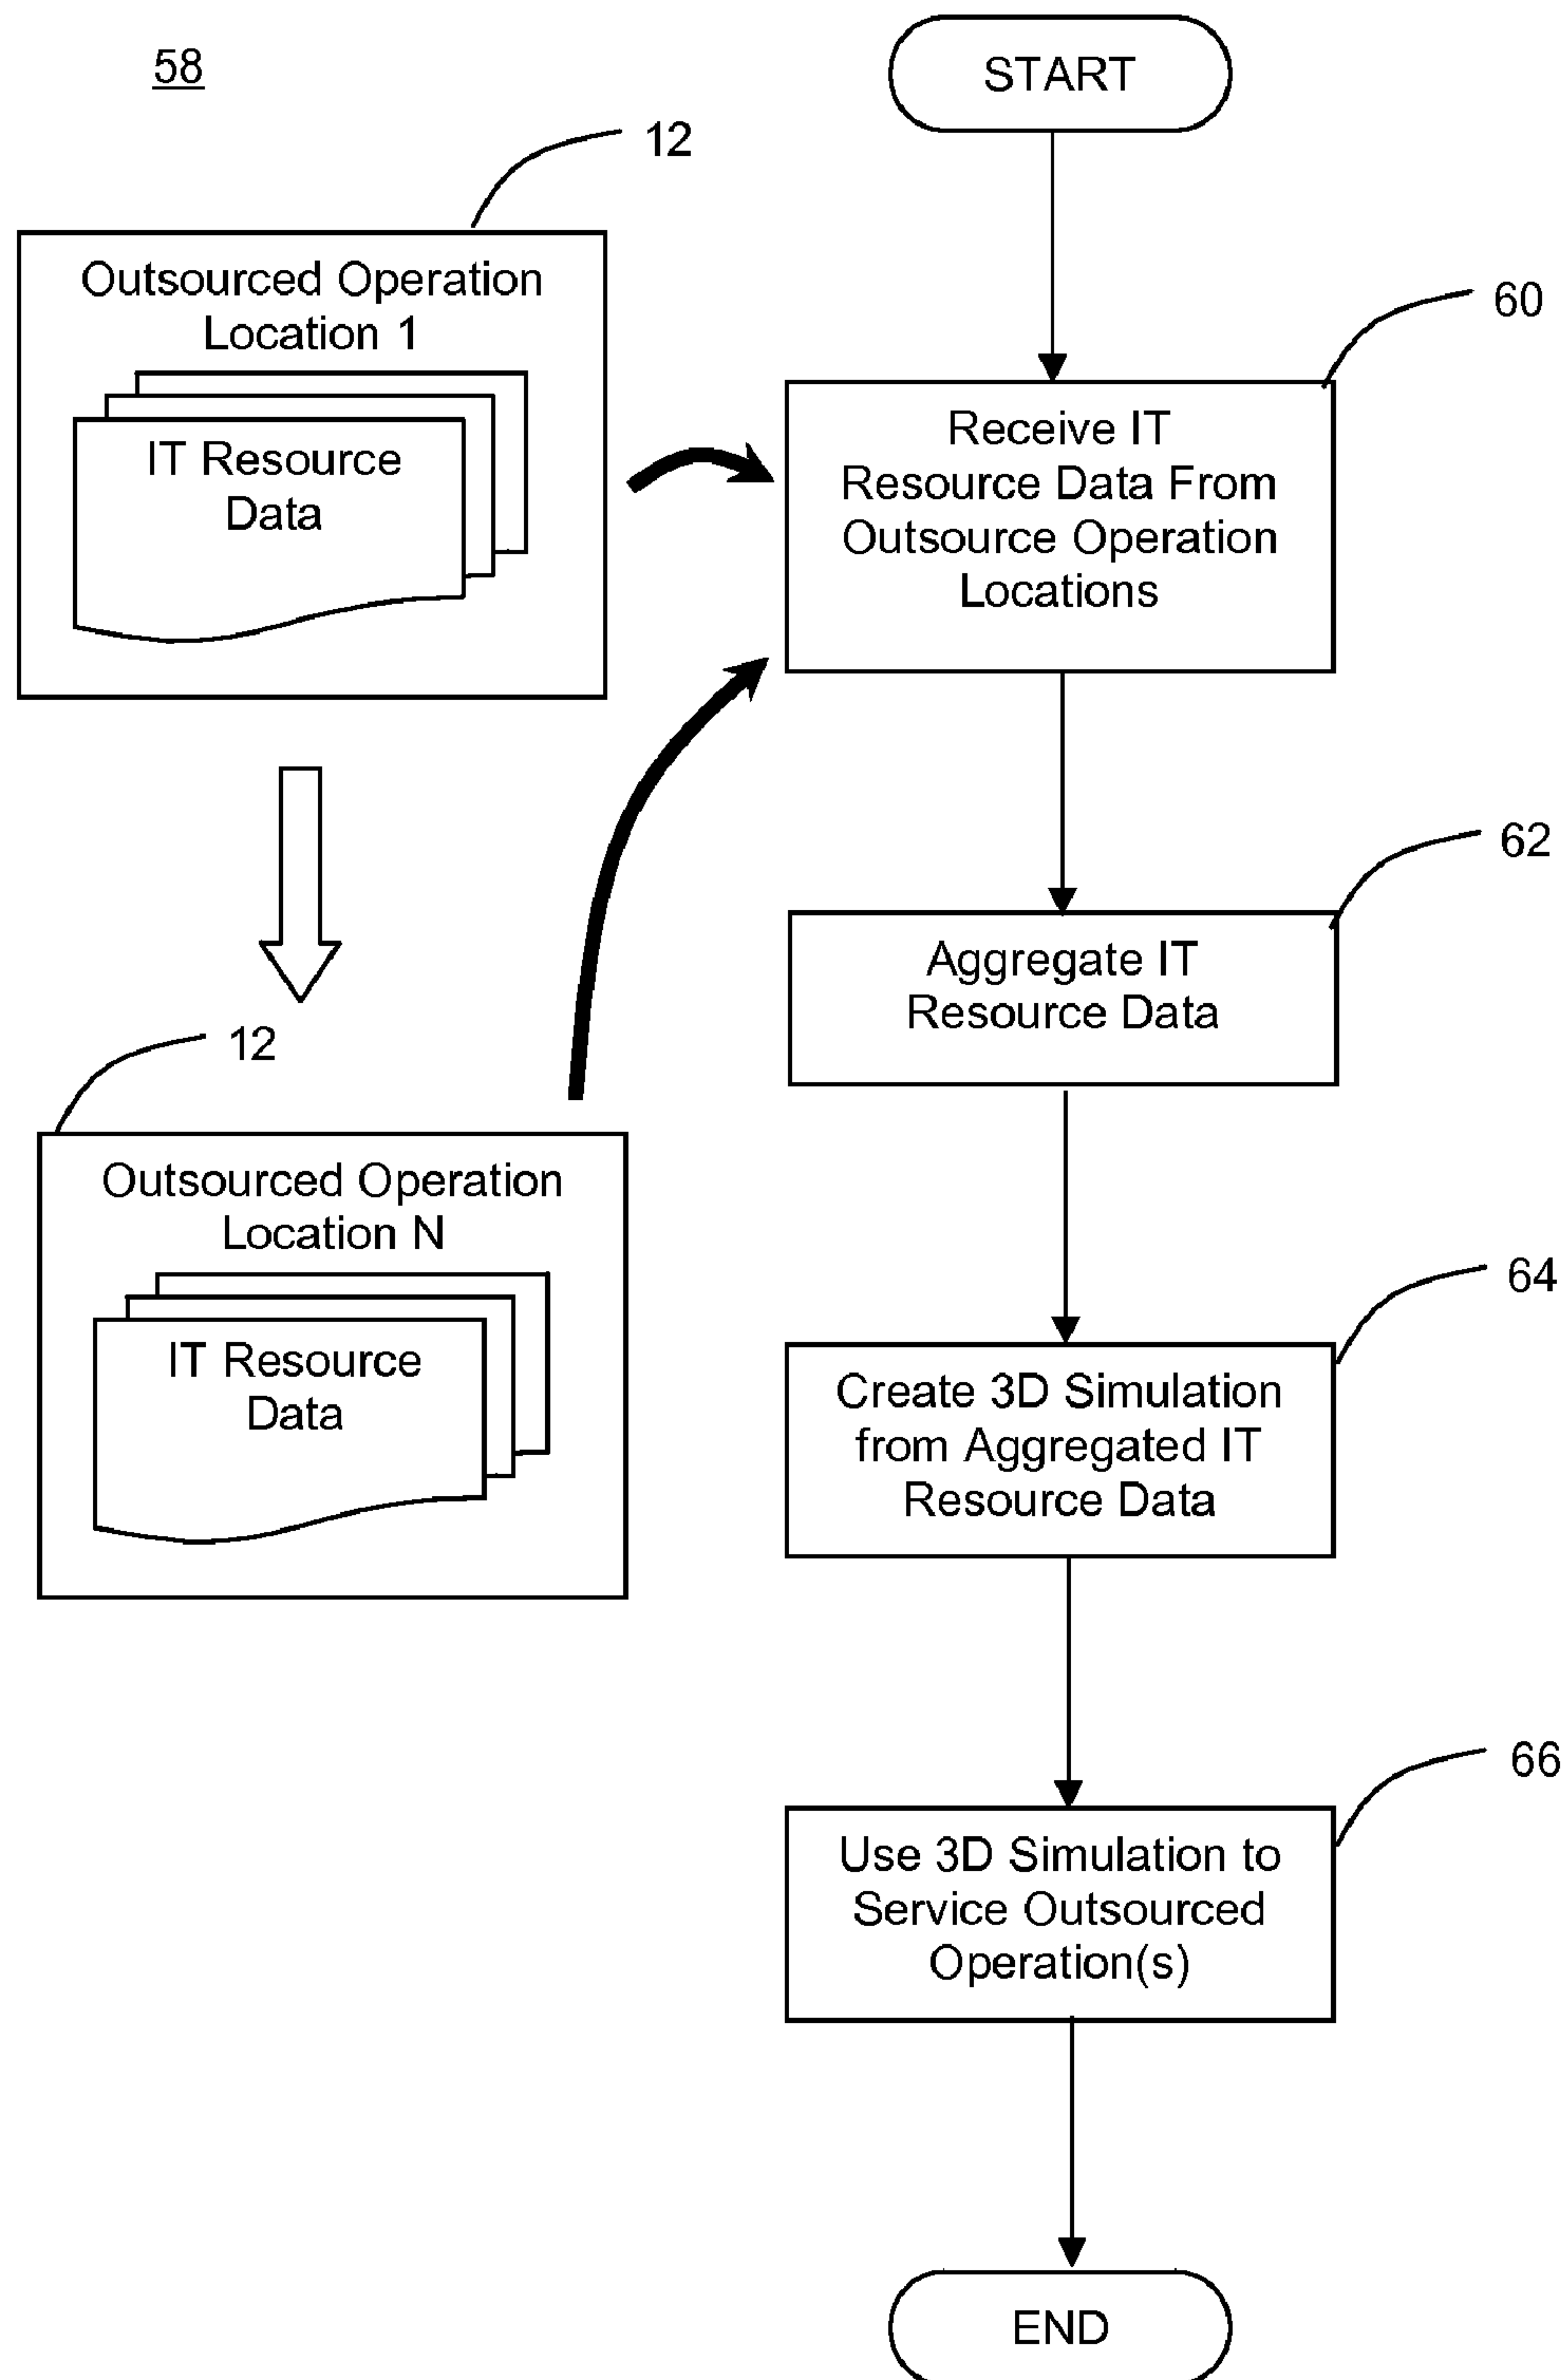 58
START
12
Outsourced Operation
Location 1
IT Resource
Data
60
Receive IT
Resource Data From
Outsource Operation
Locations
62
Aggregate IT
Resource Data
12
Outsourced Operation
Location N
IT Resource
Data
64
Create 3D Simulation
from Aggregated IT
Resource Data
66
Use 3D Simulation to
Service Outsourced
Operation(s)
END